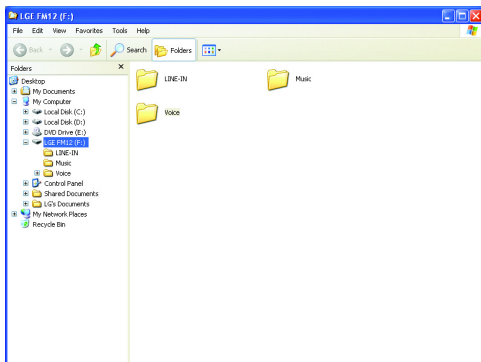 LGE FM12 (F:)
File Edit View Favorites Tools Help
Back Search Folders
Folders
LINE-IN
Music
Voice
Desktop
My Documents
My Computer
Local Disk (C:)
Local Disk (D:)
DVD Drive (E:)
LGE FM12 (F:)
LINE-IN
Music
Voice
Control Panel
Shared Documents
LG's Documents
My Network Places
Recycle Bin